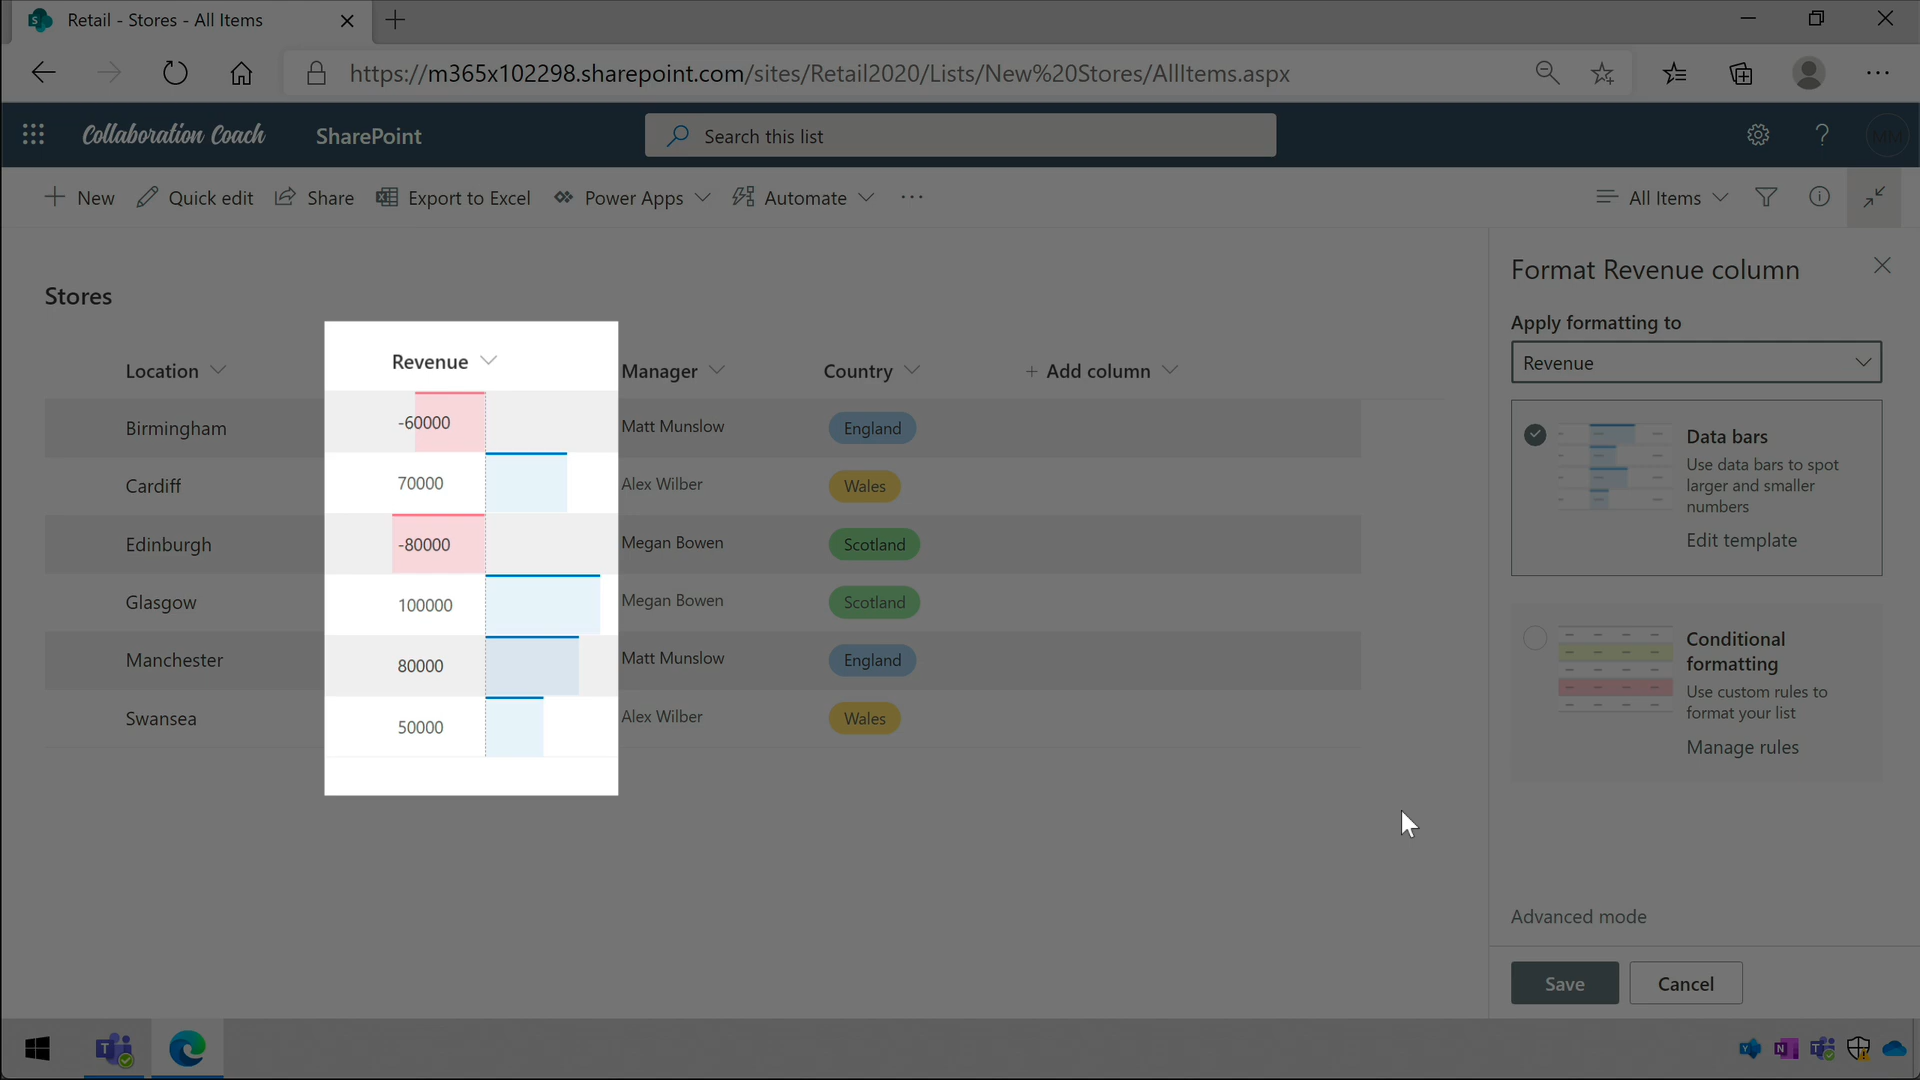 Retail - Stores - All Items
https://m365x102298.sharepoint.com/sites/Retail2020/Lists/New%20Stores/AllItems.aspx
Collaboration Coach
SharePoint
Search this list
MM
New
Quick edit
Share
Export to Excel
Power Apps
Automate
All Items
Stores
Location
Revenue
Manager
Country
+ Add column
Birmingham
-60000
Matt Munslow
England
Cardiff
70000
Alex Wilber
Wales
Edinburgh
-80000
Megan Bowen
Scotland
Glasgow
100000
Megan Bowen
Scotland
Manchester
80000
Matt Munslow
England
Swansea
50000
Alex Wilber
Wales
Format Revenue column
Apply formatting to
Revenue
Data bars
Use data bars to spot
larger and smaller
numbers
Edit template
Conditional
formatting
Use custom rules to
format your list
Manage rules
Advanced mode
Save
Cancel